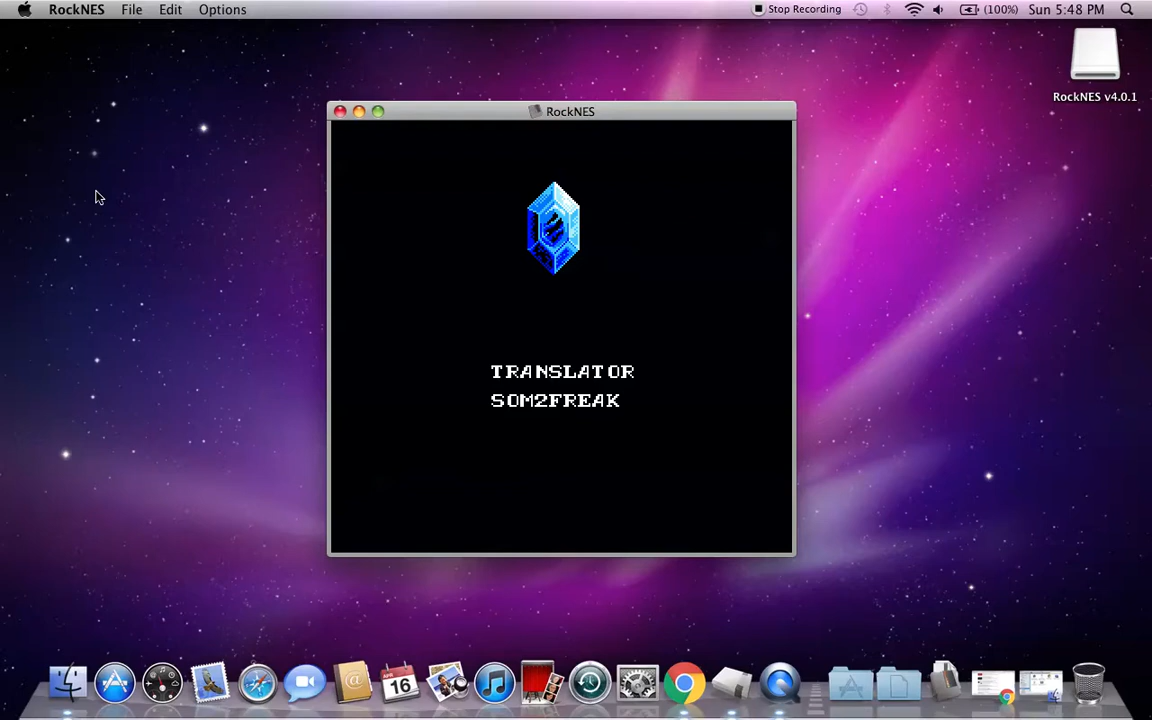 RockNES File Edit Options Stop Recording (100%) Sun 5:48 PM
RockNES v4.0.1
RockNES
TRANSLATOR
SOM2FREAK
APR
16